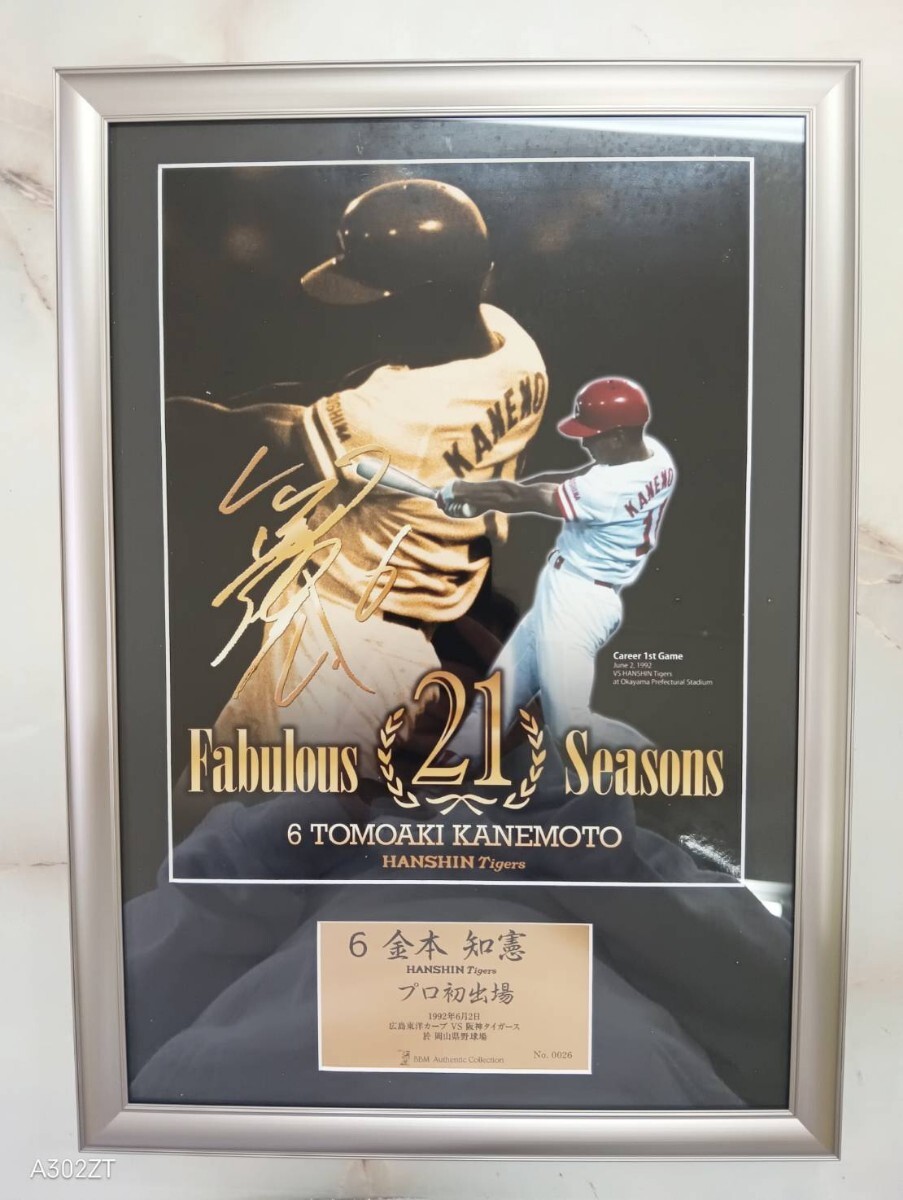 KANEMO
KANEMO
6
Career 1st Game
June 2, 1992
VS HANSHIN Tigers
at Okayama Prefectural Stadium
Fabulous 21 Seasons
6 TOMOAKI KANEMOTO
HANSHIN Tigers
6 金本 知憲
HANSHIN Tigers
プロ初出場
1992年6月2日
広島東洋カープ VS 阪神タイガース
於 岡山県野球場
BBM Authentic Collection
No. 0026
A302ZT